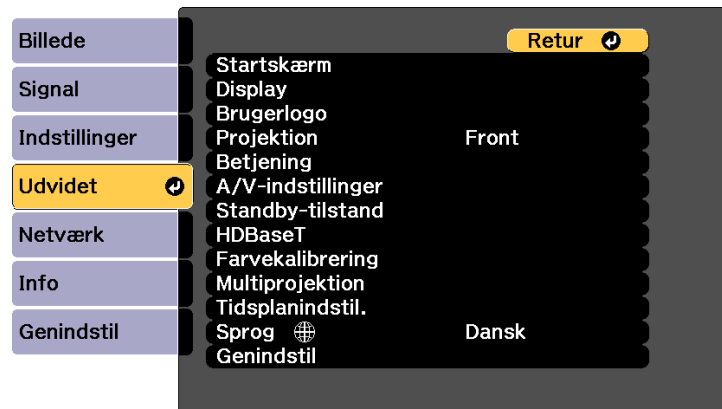 Billede
Signal
Indstillinger
Udvidet
Netværk
Info
Genindstil
Retur
Startskærm
Display
Brugerlogo
Projektion Front
Betjening
A/V-indstillinger
Standby-tilstand
HDBaseT
Farvekalibrering
Multiprojektion
Tidsplanindstil.
Sprog Dansk
Genindstil